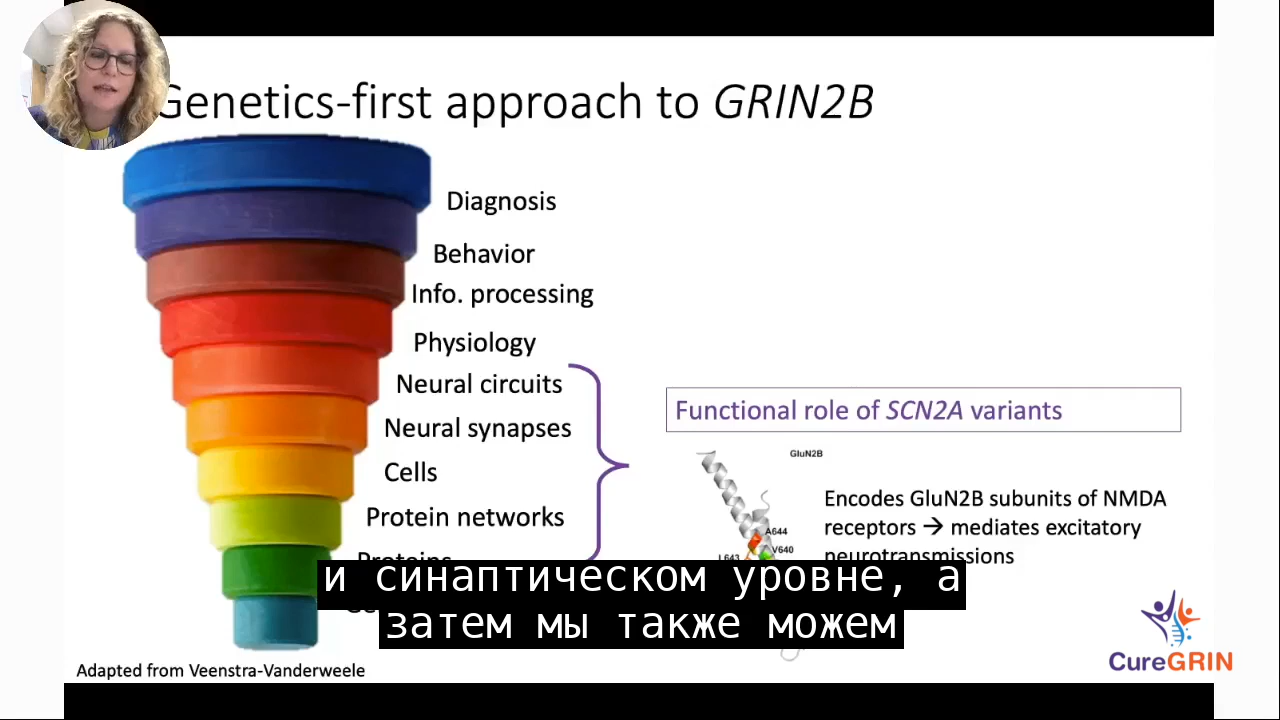 Genetics-first approach to GRIN2B
Diagnosis
Behavior
Info. processing
Physiology
Neural circuits
Neural synapses
Cells
Protein networks
Proteins
Functional role of SCN2A variants
GluN2B
A644
V640
L643
Encodes GluN2B subunits of NMDA
receptors → mediates excitatory
neurotransmissions
и синаптическом уровне, а
затем мы также можем
CureGRIN
Adapted from Veenstra-Vanderweele